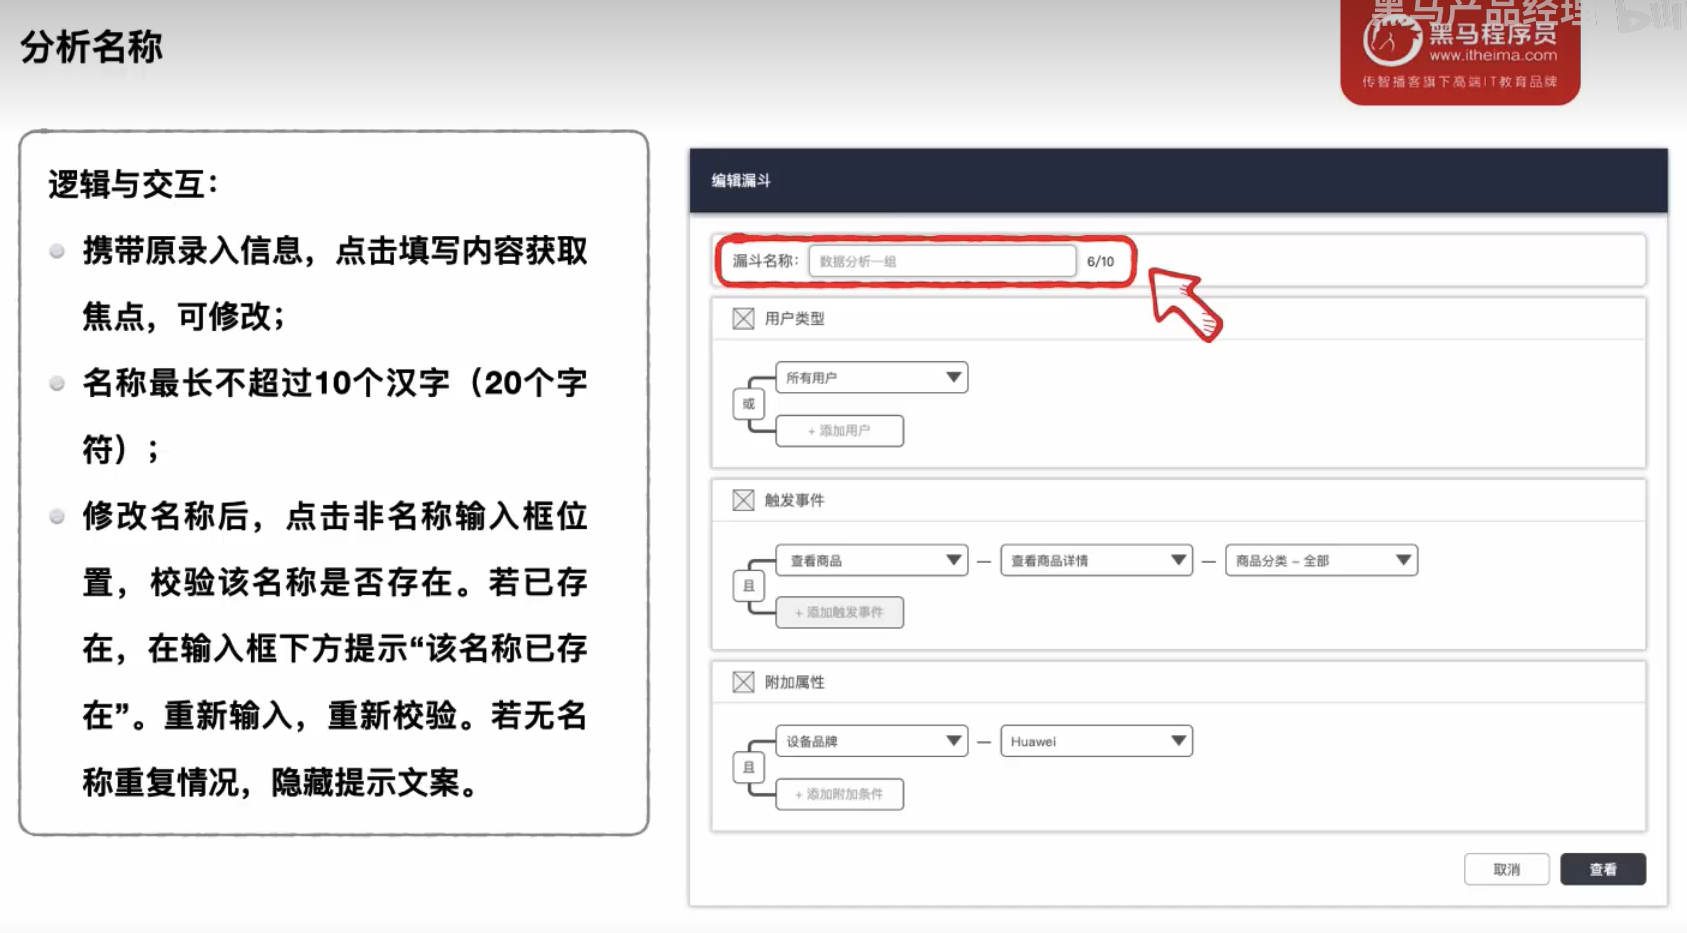 分析名称
黑马产品经理
bili
黑马程序员
www.itheima.com
传智播客旗下高端IT教育品牌
逻辑与交互：
携带原录入信息，点击填写内容获取
焦点，可修改；
名称最长不超过10个汉字（20个字
符）；
修改名称后，点击非名称输入框位
置，校验该名称是否存在。若已存
在，在输入框下方提示“该名称已存
在”。重新输入，重新校验。若无名
称重复情况，隐藏提示文案。
编辑漏斗
漏斗名称： 数据分析一组 6/10
用户类型
所有用户
或
+ 添加用户
触发事件
查看商品 — 查看商品详情 — 商品分类 – 全部
且
+ 添加触发事件
附加属性
设备品牌 — Huawei
且
+ 添加附加条件
取消 查看